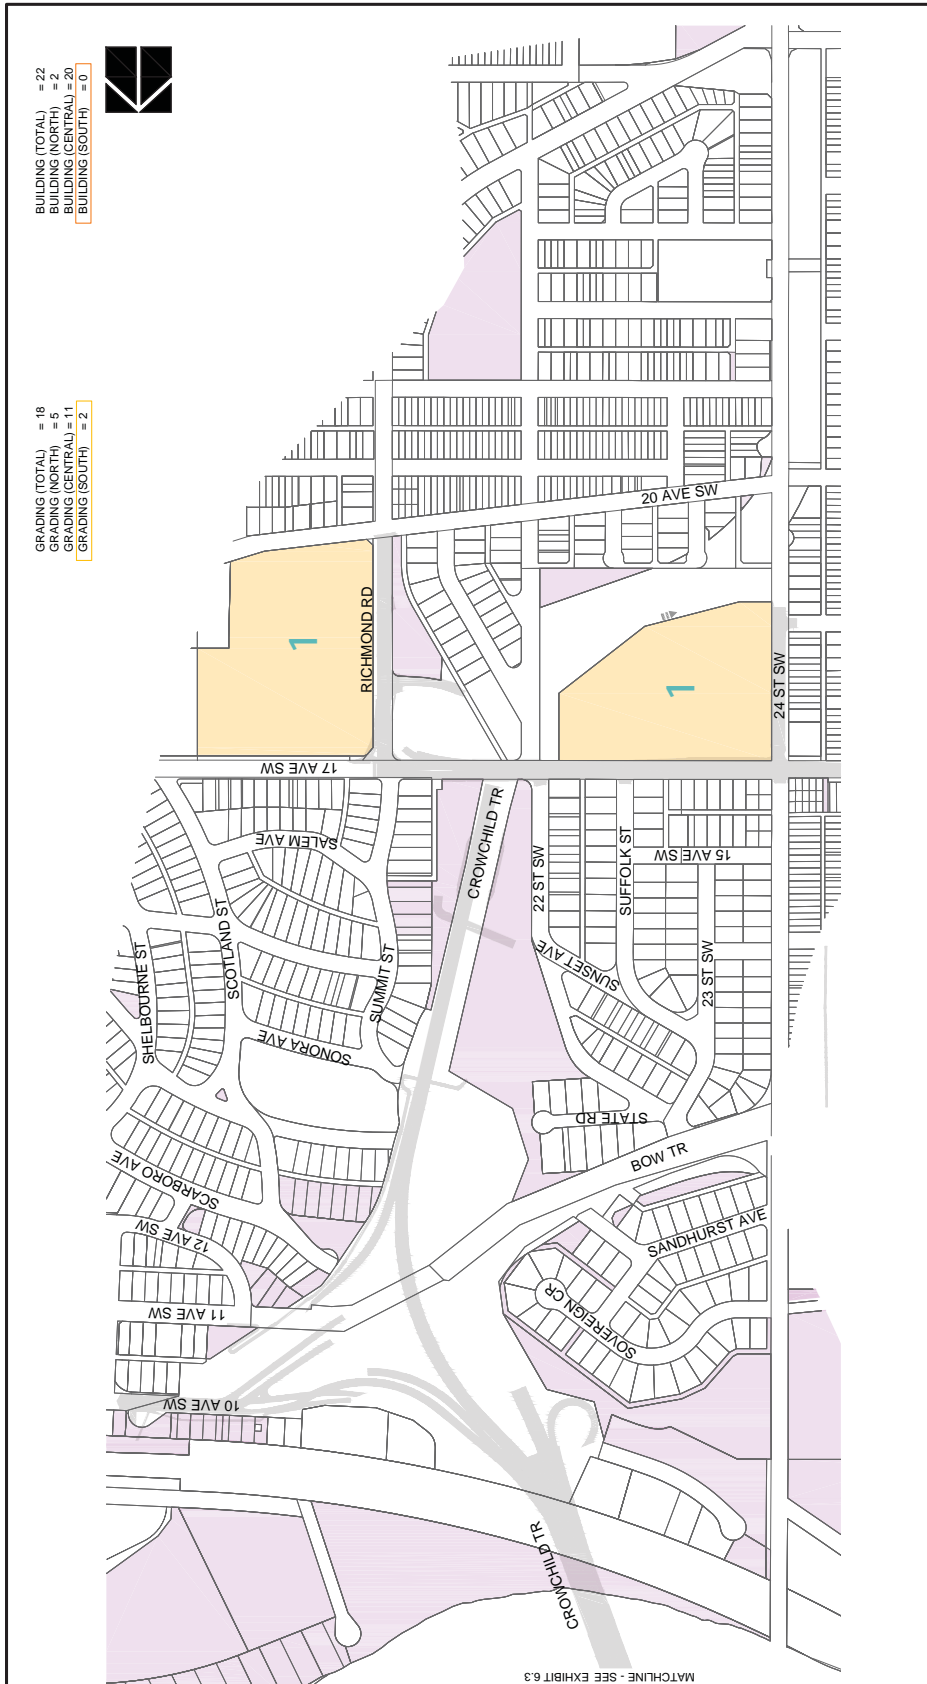 BUILDING (TOTAL) = 22
BUILDING (NORTH) = 2
BUILDING (CENTRAL) = 20
BUILDING (SOUTH) = 0
GRADING (TOTAL) = 18
GRADING (NORTH) = 5
GRADING (CENTRAL) = 11
GRADING (SOUTH) = 2
20 AVE SW
RICHMOND RD
1
1
24 ST SW
17 AVE SW
CROWCHILD TR
SALEM AVE
22 ST SW
SUFFOLK ST
15 AVE SW
SCOTLAND ST
SHELBOURNE ST
SUMMIT ST
SUNSET AVE
23 ST SW
SONORA AVE
STATE RD
BOW TR
SCARBORO AVE
12 AVE SW
SANDHURST AVE
11 AVE SW
SOVEREIGN CR
10 AVE SW
CROWCHILD TR
MATCHLINE - SEE EXHIBIT 6.3